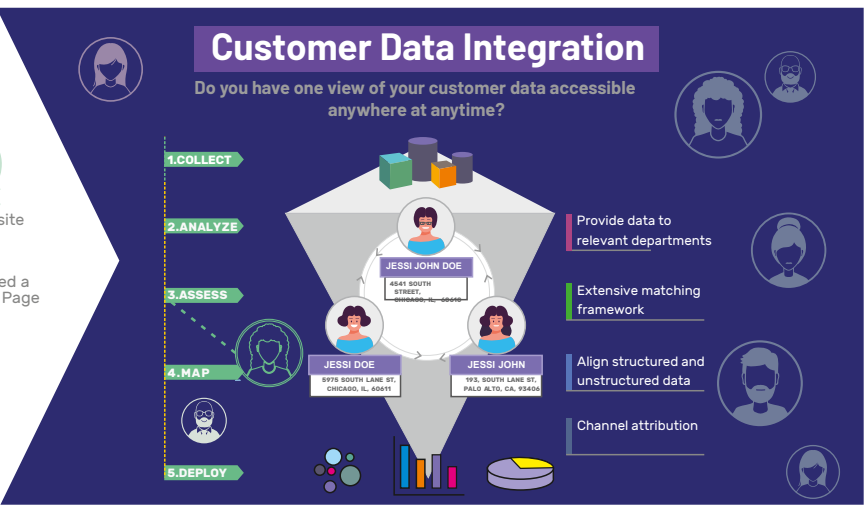 Customer Data Integration
Do you have one view of your customer data accessible
anywhere at anytime?
site
ed a
Page
1.COLLECT
2.ANALYZE
3.ASSESS
4.MAP
5.DEPLOY
JESSI JOHN DOE
4541 SOUTH
STREET,
CHICAGO, IL, 60610
JESSI DOE
5975 SOUTH LANE ST,
CHICAGO, IL, 60611
JESSI JOHN
193, SOUTH LANE ST,
PALO ALTO, CA, 93406
Provide data to
relevant departments
Extensive matching
framework
Align structured and
unstructured data
Channel attribution